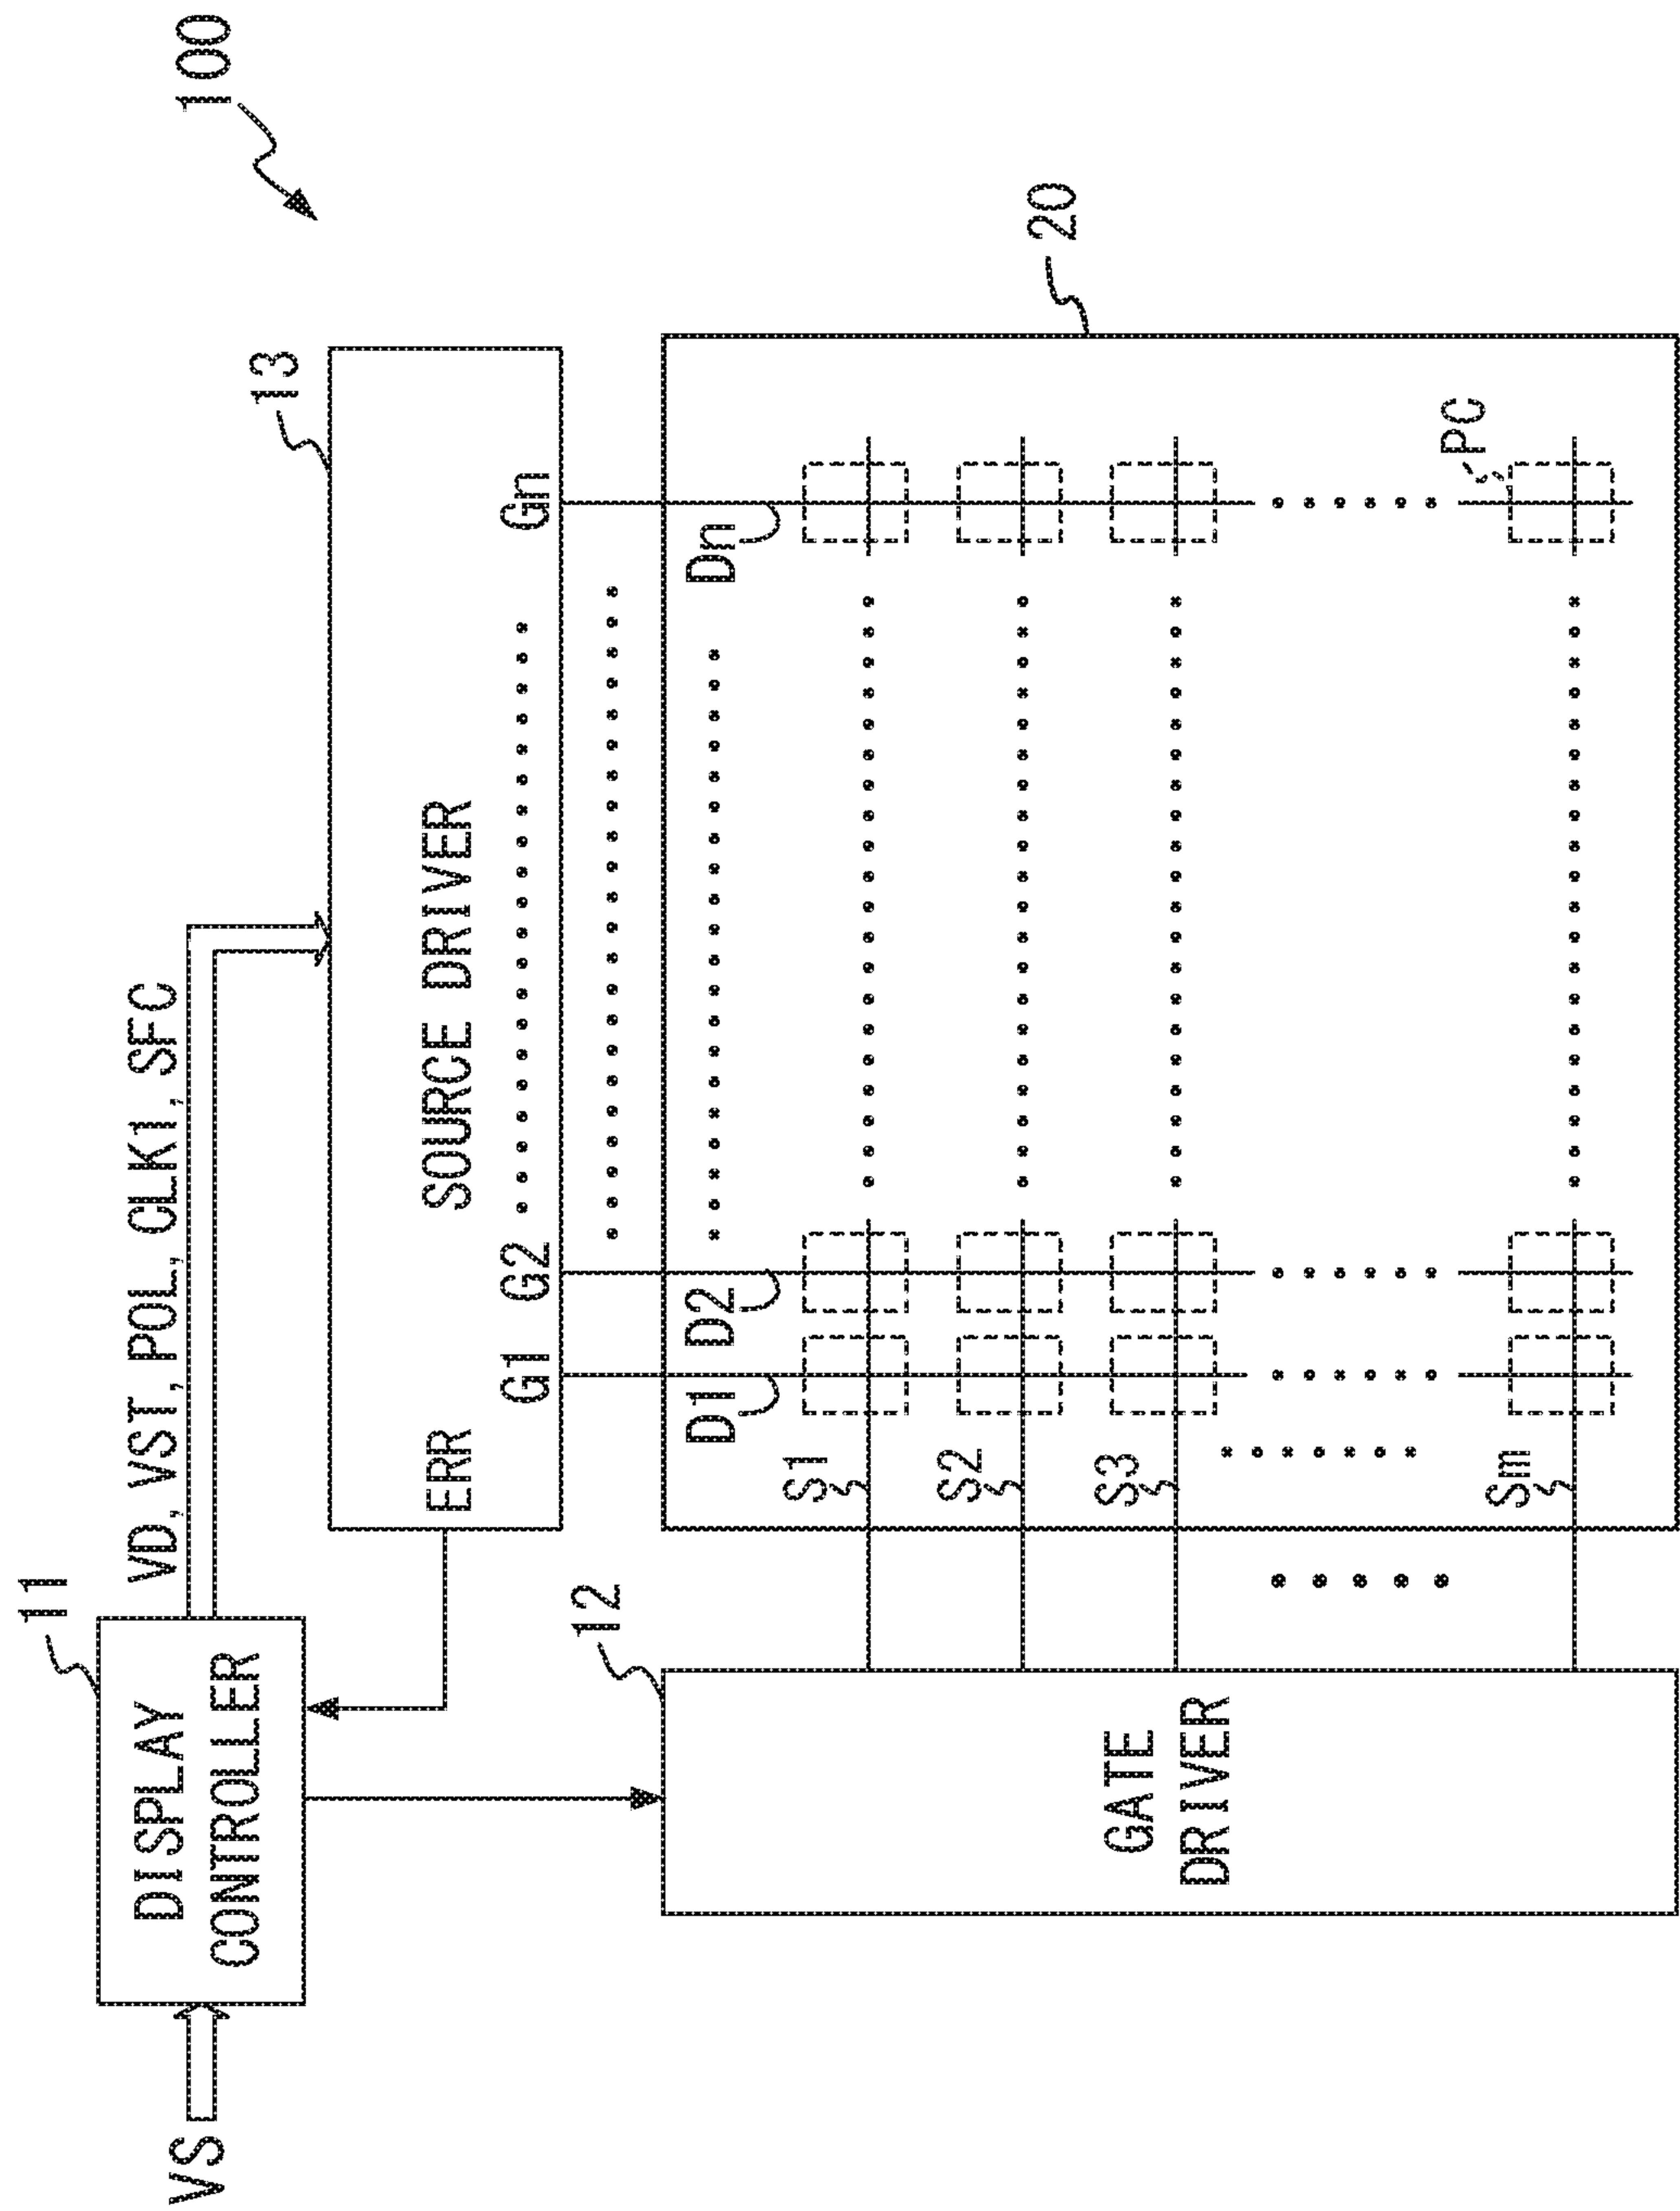 100
11
VD, VST, POL, CLK1, SFC
13
VS
DISPLAY
CONTROLLER
ERR
SOURCE DRIVER
G1 G2 Gn
12
20
D1 D2 Dn
S1
S2
GATE
DRIVER
S3
PC
Sm